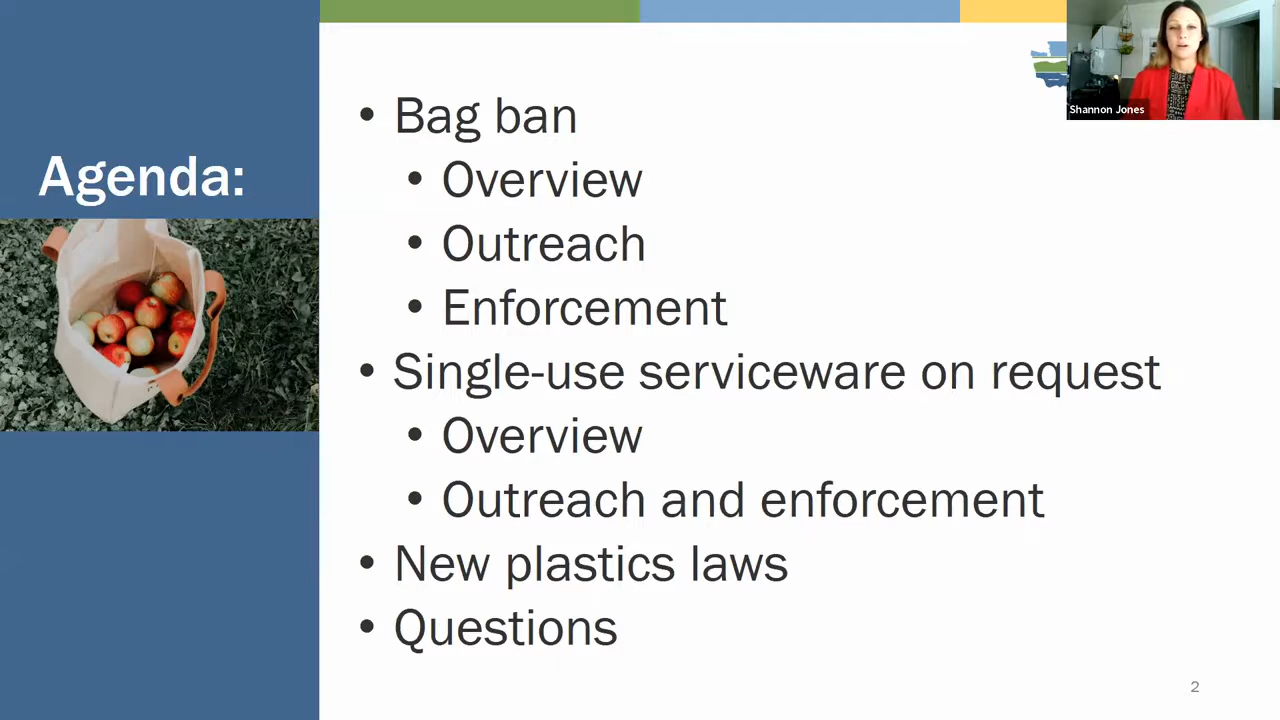 Agenda:
• Bag ban
• Overview
• Outreach
• Enforcement
• Single-use serviceware on request
• Overview
• Outreach and enforcement
• New plastics laws
• Questions
Shannon Jones
2